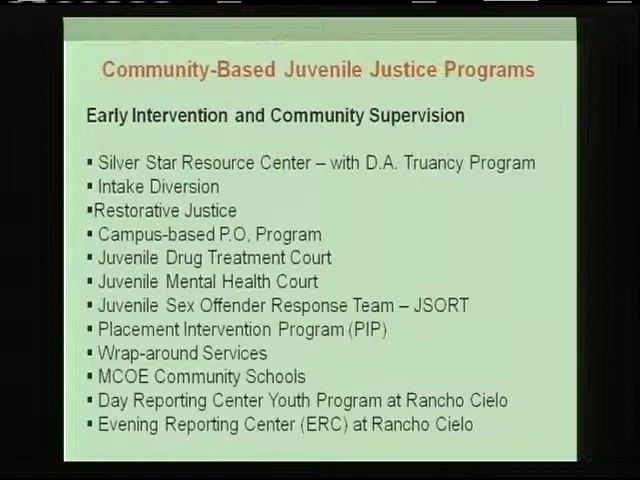 Community-Based Juvenile Justice Programs
Early Intervention and Community Supervision
▪ Silver Star Resource Center – with D.A. Truancy Program
▪ Intake Diversion
▪Restorative Justice
▪ Campus-based P.O, Program
▪ Juvenile Drug Treatment Court
▪ Juvenile Mental Health Court
▪ Juvenile Sex Offender Response Team – JSORT
▪ Placement Intervention Program (PIP)
▪ Wrap-around Services
▪ MCOE Community Schools
▪ Day Reporting Center Youth Program at Rancho Cielo
▪ Evening Reporting Center (ERC) at Rancho Cielo